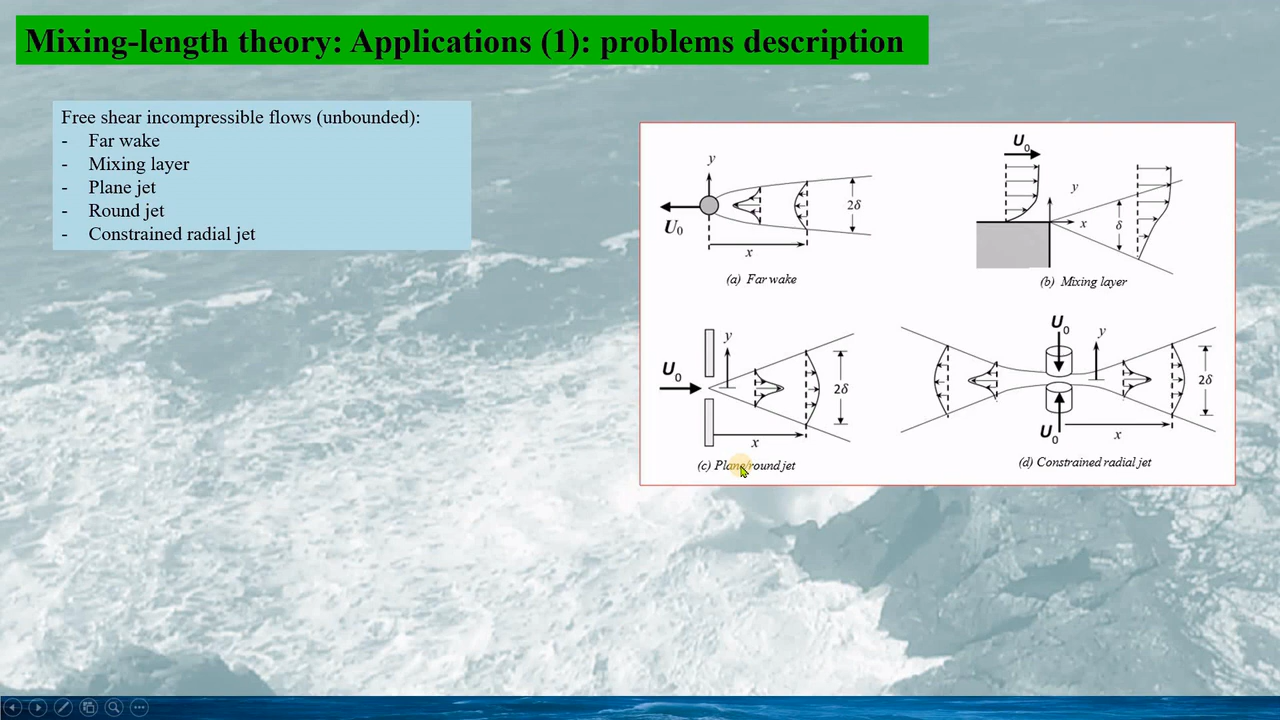 Mixing-length theory: Applications (1): problems description
Free shear incompressible flows (unbounded):
- Far wake
- Mixing layer
- Plane jet
- Round jet
- Constrained radial jet
y
U0
2δ
x
(a) Far wake
U0
y
x
δ
(b) Mixing layer
U0
y
2δ
x
(c) Plane/round jet
U0
y
2δ
U0
x
(d) Constrained radial jet